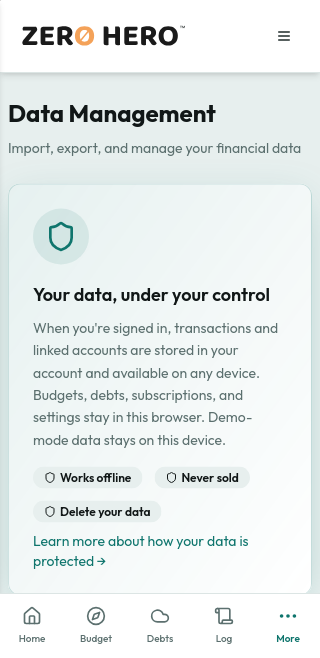 ZERO HERO™
Data Management
Import, export, and manage your financial data
Your data, under your control
When you're signed in, transactions and
linked accounts are stored in your
account and available on any device.
Budgets, debts, subscriptions, and
settings stay in this browser. Demo-
mode data stays on this device.
Works offline
Never sold
Delete your data
Learn more about how your data is
protected →
Home
Budget
Debts
Log
More